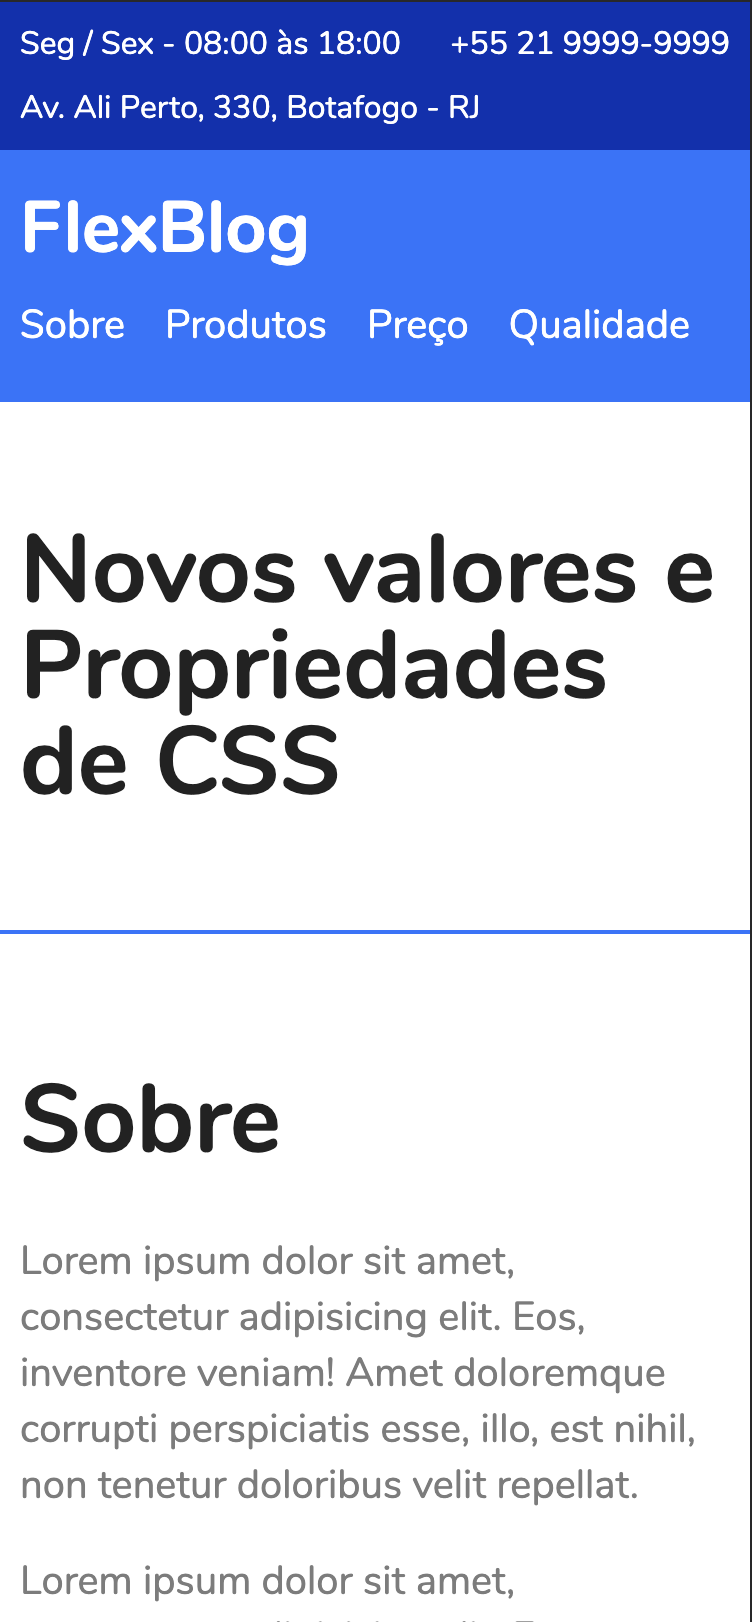 Seg / Sex - 08:00 às 18:00 +55 21 9999-9999
Av. Ali Perto, 330, Botafogo - RJ
FlexBlog
Sobre Produtos Preço Qualidade
Novos valores e
Propriedades
de CSS
Sobre
Lorem ipsum dolor sit amet,
consectetur adipisicing elit. Eos,
inventore veniam! Amet doloremque
corrupti perspiciatis esse, illo, est nihil,
non tenetur doloribus velit repellat.
Lorem ipsum dolor sit amet,